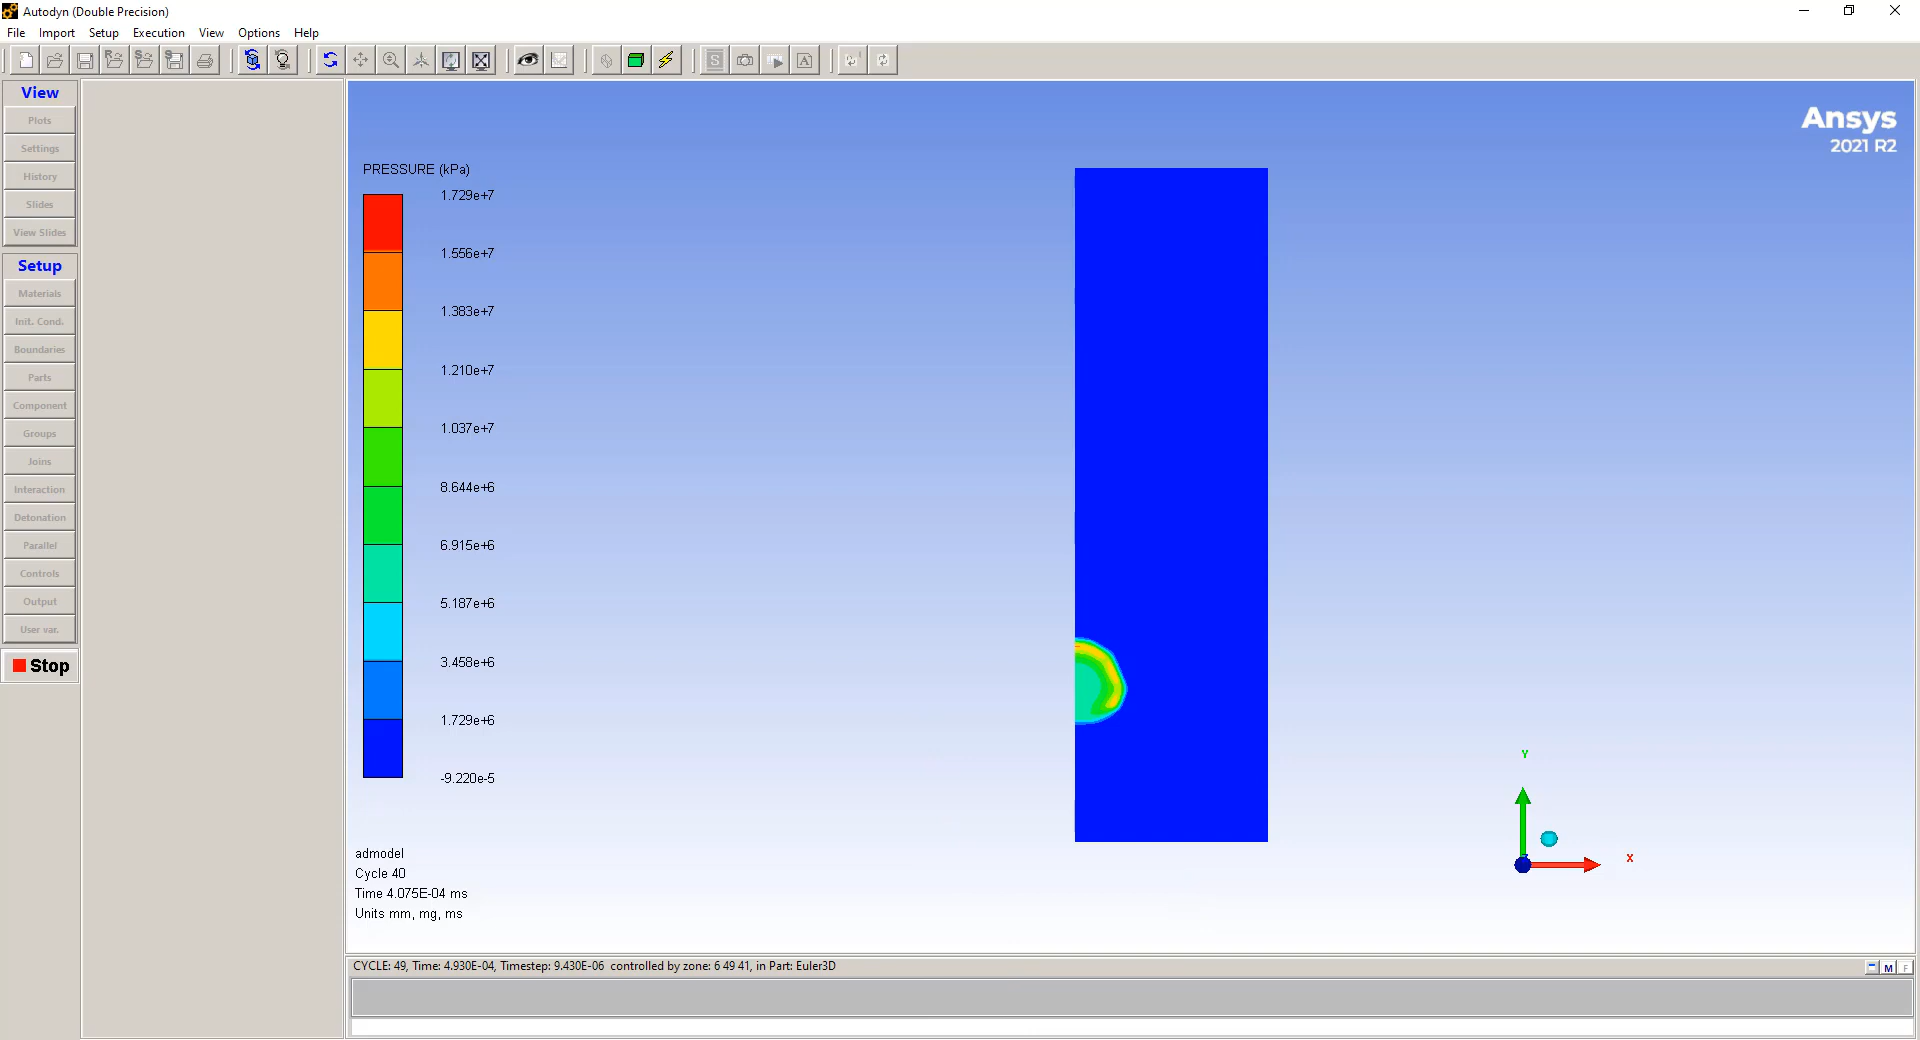 Autodyn (Double Precision)
File Import Setup Execution View Options Help
View
Plots
Settings
History
Slides
View Slides
Setup
Materials
Init. Cond.
Boundaries
Parts
Component
Groups
Joins
Interaction
Detonation
Parallel
Controls
Output
User var.
Stop
Ansys
2021 R2
PRESSURE (kPa)
1.729e+7
1.556e+7
1.383e+7
1.210e+7
1.037e+7
8.644e+6
6.915e+6
5.187e+6
3.458e+6
1.729e+6
-9.220e-5
Y
X
admodel
Cycle 40
Time 4.075E-04 ms
Units mm, mg, ms
CYCLE: 49, Time: 4.930E-04, Timestep: 9.430E-06 controlled by zone: 6 49 41, in Part: Euler3D
M F